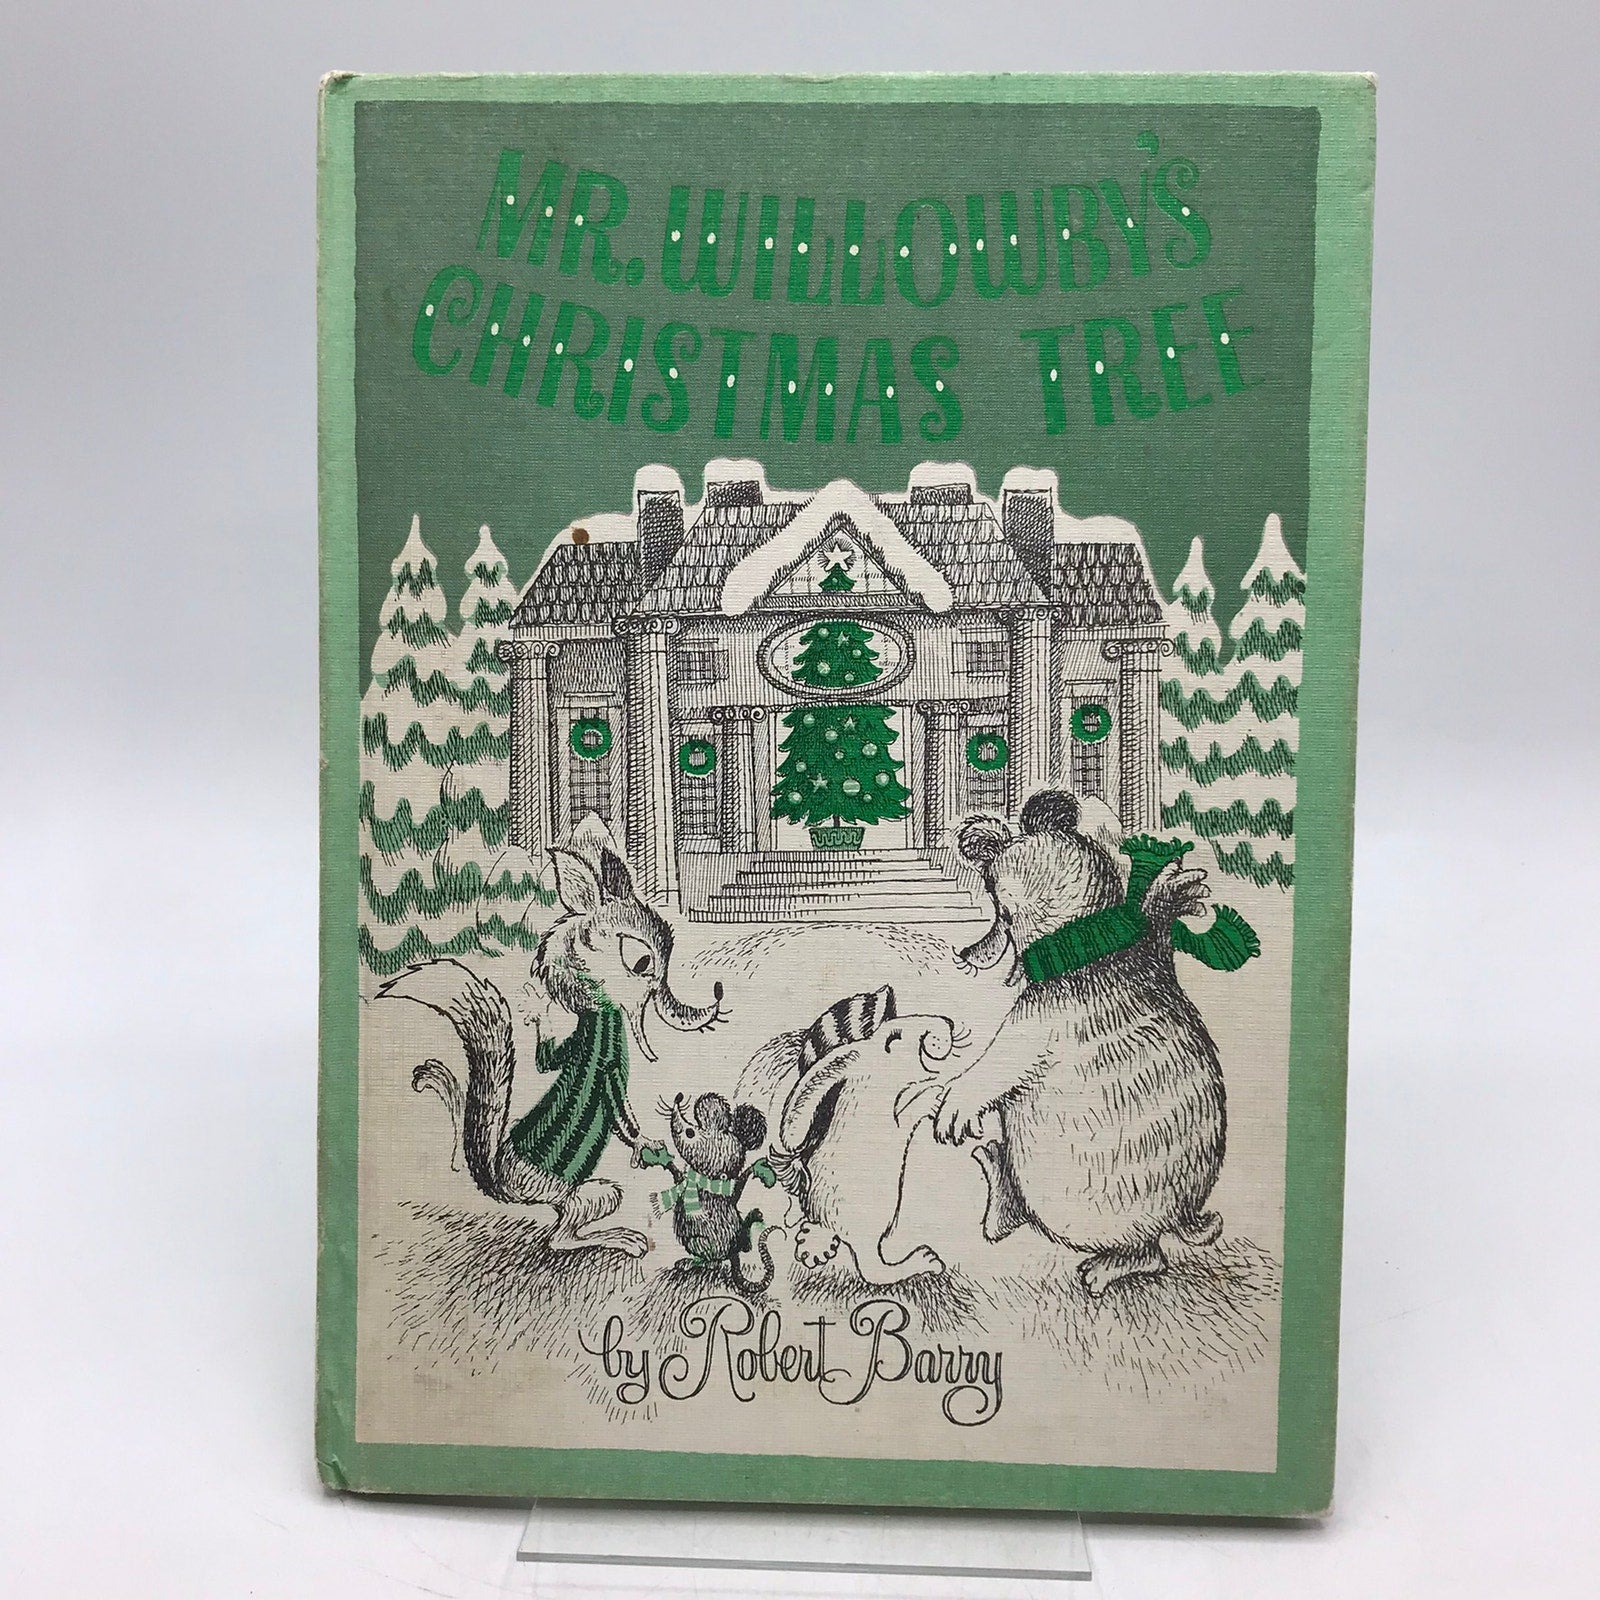 MR. WILLOWBY'S
CHRISTMAS TREE
by Robert Barry